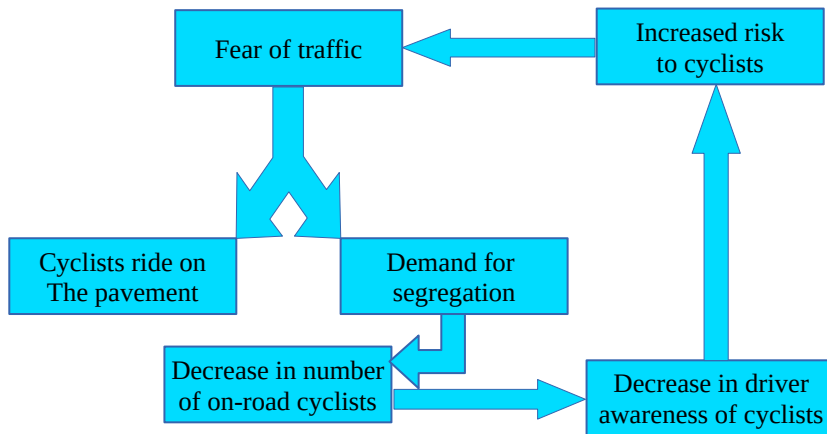 Fear of traffic
Increased risk
to cyclists
Cyclists ride on
The pavement
Demand for
segregation
Decrease in number
of on-road cyclists
Decrease in driver
awareness of cyclists